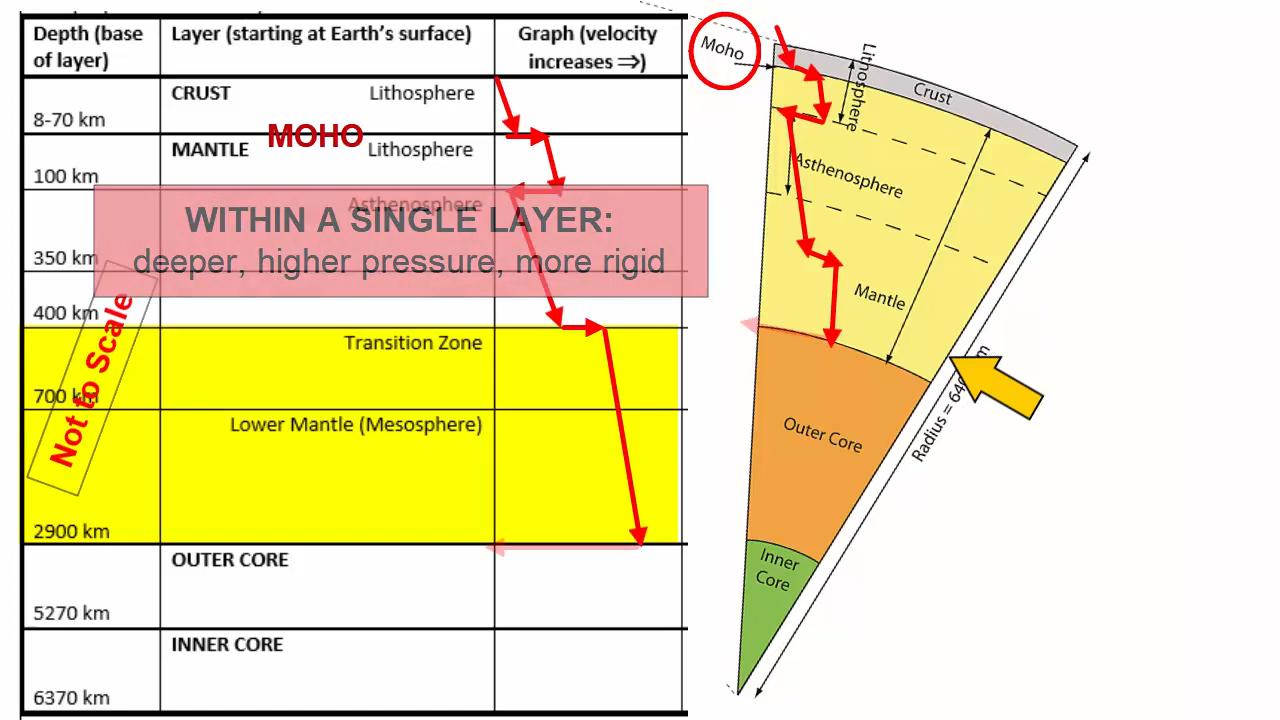 Depth (base of layer)
Layer (starting at Earth's surface)
Graph (velocity increases ⇒)
CRUST Lithosphere
8-70 km
MOHO
MANTLE Lithosphere
100 km
Asthenosphere
WITHIN A SINGLE LAYER:
deeper, higher pressure, more rigid
350 km
400 km
Not to Scale
Transition Zone
700 km
Lower Mantle (Mesosphere)
2900 km
OUTER CORE
5270 km
INNER CORE
6370 km
Moho
Lithosphere
Crust
Asthenosphere
Mantle
Outer Core
Inner
Core
Radius =